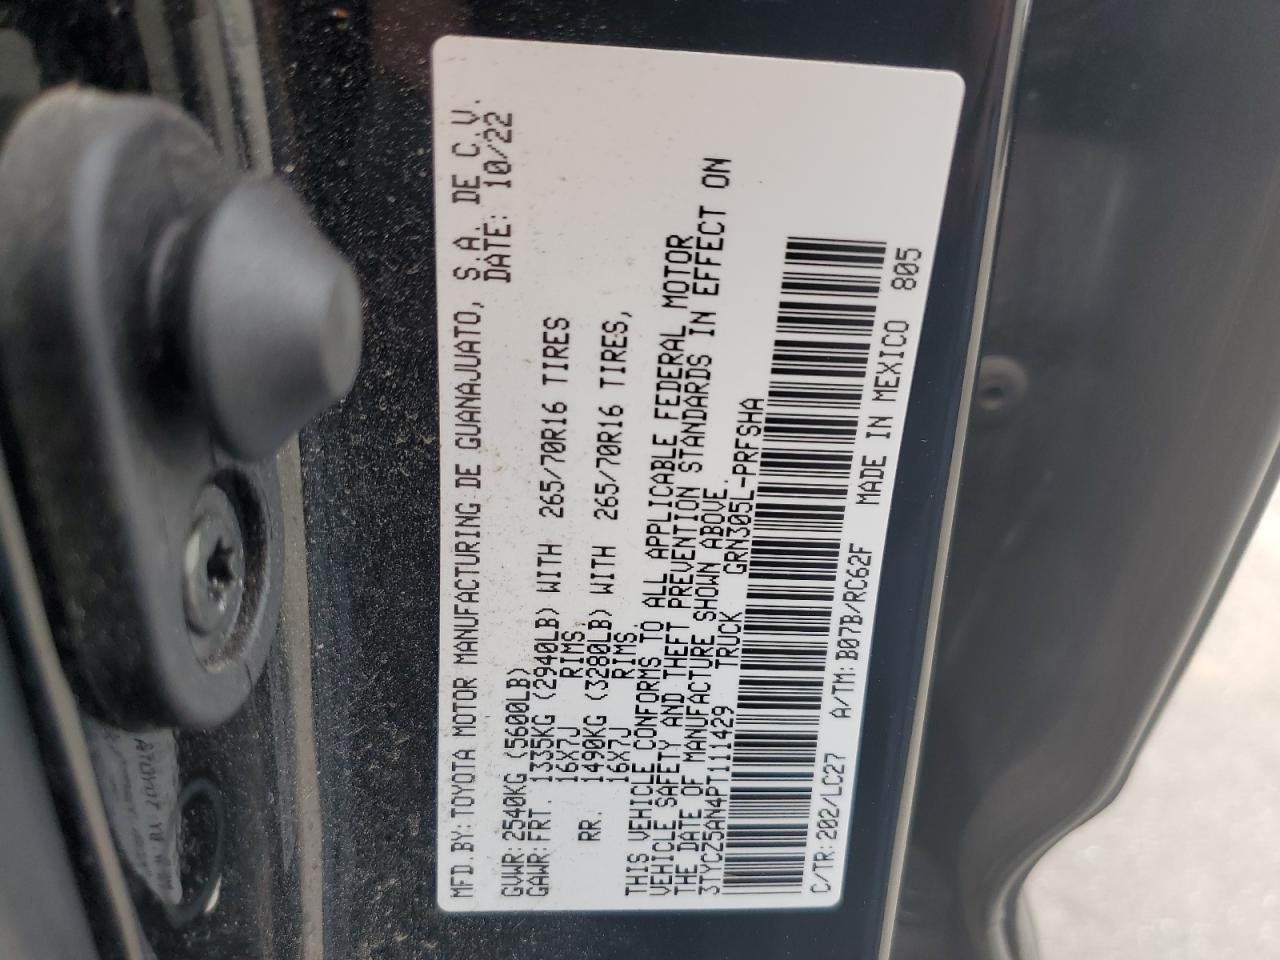 MFD.BY: TOYOTA MOTOR MANUFACTURING DE GUANAJUATO, S.A. DE C.V.
DATE: 10/22
GVWR: 2540KG (5600LB)
GAWR: FRT. 1335KG (2940LB) WITH 265/70R16 TIRES
16X7J RIMS.
RR. 1490KG (3280LB) WITH 265/70R16 TIRES,
16X7J RIMS.
THIS VEHICLE CONFORMS TO ALL APPLICABLE FEDERAL MOTOR
VEHICLE SAFETY AND THEFT PREVENTION STANDARDS IN EFFECT ON
THE DATE OF MANUFACTURE SHOWN ABOVE.
3TYCZ5AN4PT111429 TRUCK GRN305L-PRFSHA
C/TR: 202/LC27 A/TM: B07B/RC62F MADE IN MEXICO 805